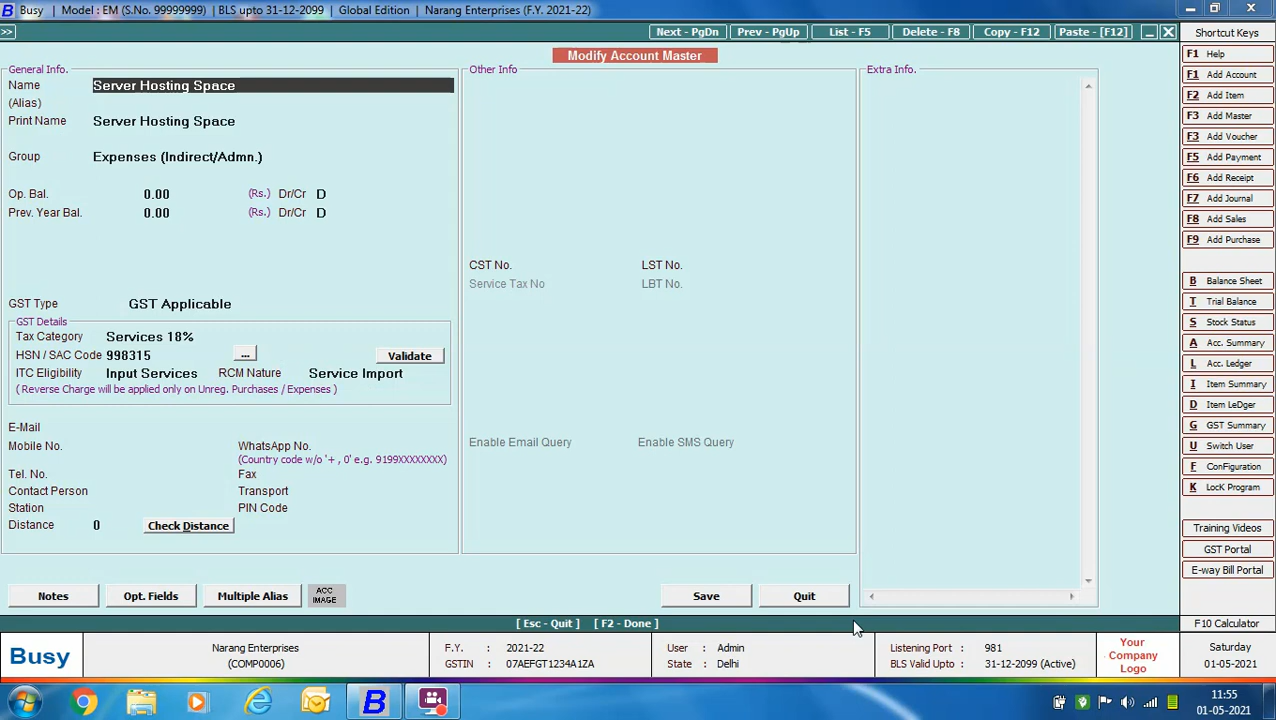 Busy   Model : EM (S.No. 99999999) | BLS upto 31-12-2099 | Global Edition | Narang Enterprises (F.Y. 2021-22)
>> Next - PgDn Prev - PgUp List - F5 Delete - F8 Copy - F12 Paste - [F12] Shortcut Keys
Modify Account Master
General Info. Other Info Extra Info.
Name Server Hosting Space
(Alias)
Print Name Server Hosting Space
Group Expenses (Indirect/Admn.)
Op. Bal. 0.00 (Rs.) Dr/Cr D
Prev. Year Bal. 0.00 (Rs.) Dr/Cr D
CST No. LST No.
Service Tax No LBT No.
GST Type GST Applicable
GST Details
Tax Category Services 18%
HSN / SAC Code 998315 ... Validate
ITC Eligibility Input Services RCM Nature Service Import
( Reverse Charge will be applied only on Unreg. Purchases / Expenses )
E-Mail
Enable Email Query Enable SMS Query
Mobile No. WhatsApp No.
(Country code w/o '+ , 0' e.g. 9199XXXXXXXX)
Tel. No. Fax
Contact Person Transport
Station PIN Code
Distance 0 Check Distance
Notes Opt. Fields Multiple Alias ACC IMAGE Save Quit
[ Esc - Quit ] [ F2 - Done ]
F1 Help
F1 Add Account
F2 Add Item
F3 Add Master
F3 Add Voucher
F5 Add Payment
F6 Add Receipt
F7 Add Journal
F8 Add Sales
F9 Add Purchase
B Balance Sheet
T Trial Balance
S Stock Status
A Acc. Summary
L Acc. Ledger
I Item Summary
D Item LeDger
G GST Summary
U Switch User
F ConFiguration
K LocK Program
Training Videos
GST Portal
E-way Bill Portal
F10 Calculator
Busy
Narang Enterprises
(COMP0006)
F.Y. : 2021-22
GSTIN : 07AEFGT1234A1ZA
User : Admin
State : Delhi
Listening Port : 981
BLS Valid Upto : 31-12-2099 (Active)
Your
Company
Logo
Saturday
01-05-2021
11:55
01-05-2021